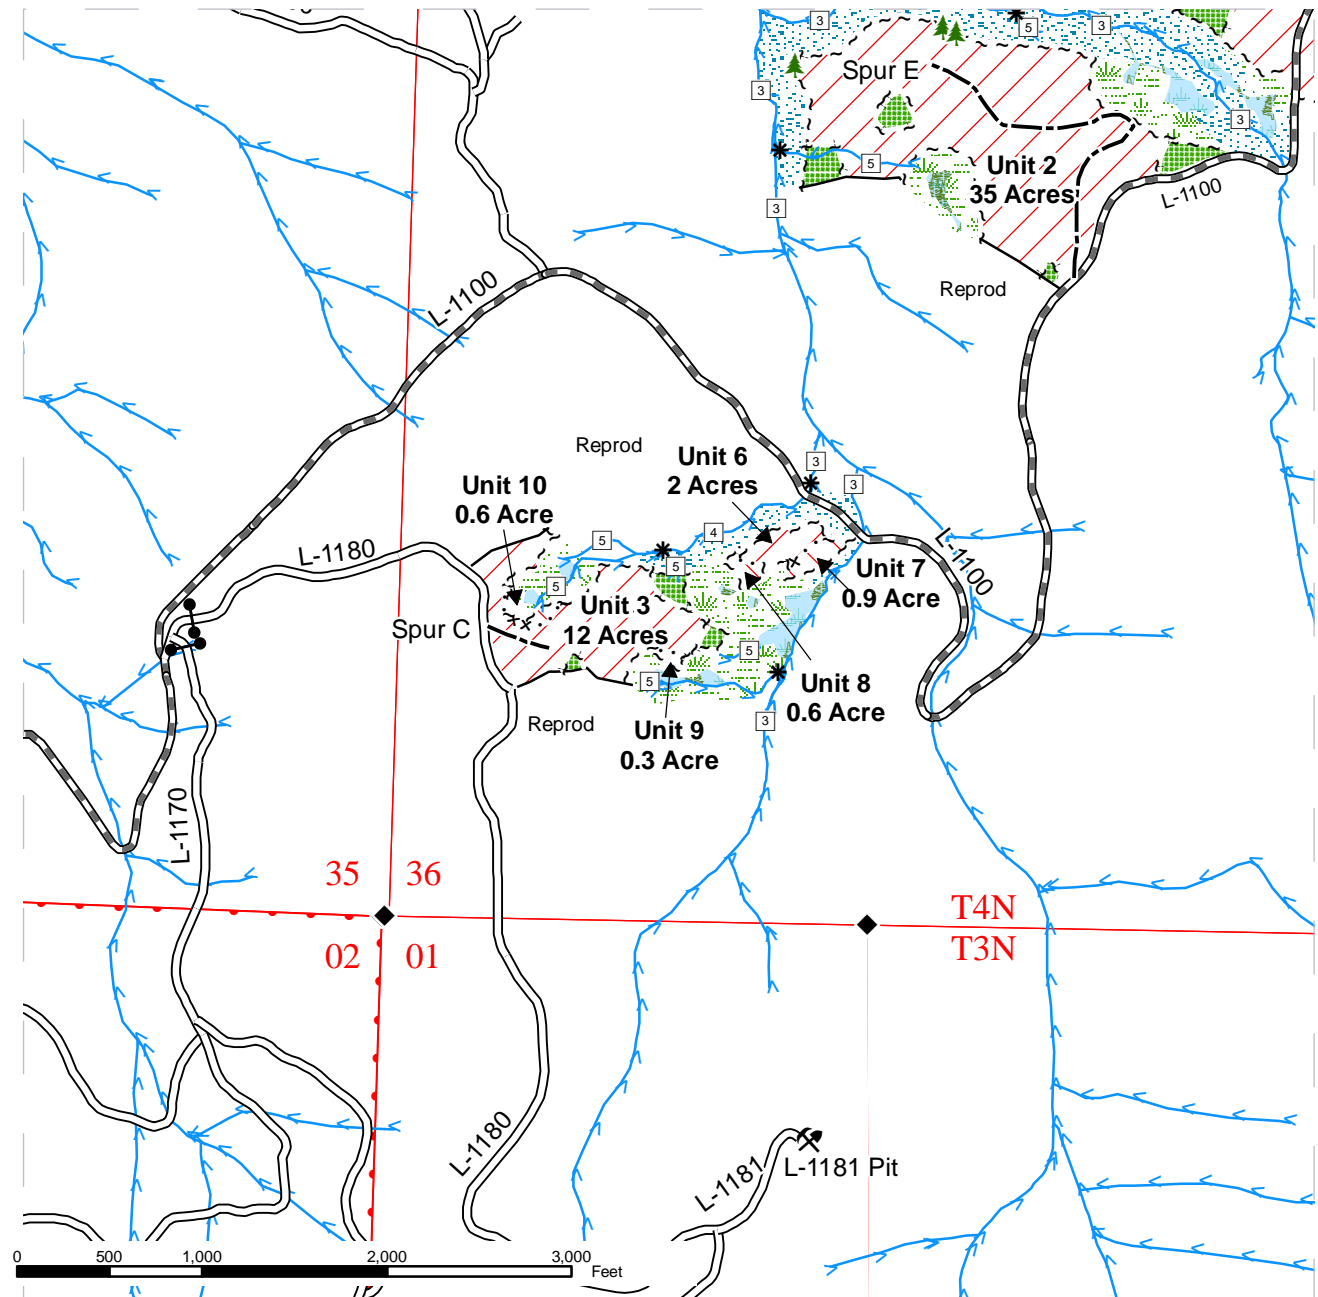 3
5
3
Spur E
3
3
5
Unit 2
35 Acres
L-1100
3
Reprod
L-1100
Reprod
Unit 6
2 Acres
3
3
Unit 10
0.6 Acre
5
4
L-1100
L-1180
5
5
Unit 7
0.9 Acre
Unit 3
12 Acres
Spur C
5
5
Unit 8
0.6 Acre
3
Reprod
Unit 9
0.3 Acre
L-1170
35
36
T4N
02
01
T3N
L-1180
L-1181
L-1181 Pit
0
500
1,000
2,000
3,000
Feet